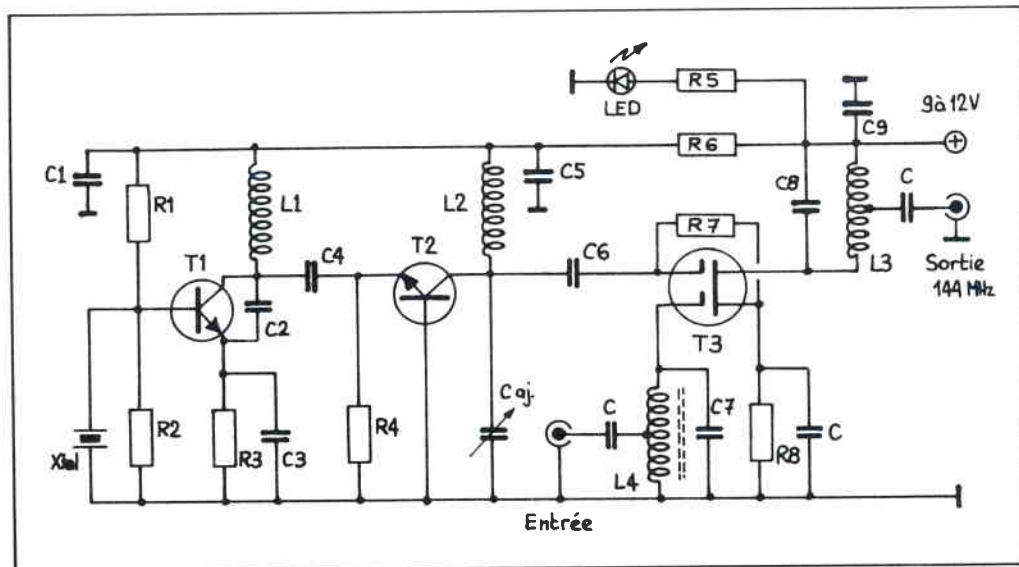 R5
LED
C9
9 à 12V
R6
C1
C5
C8
C
R1
L1
L2
R7
L3
Sortie
144 MHz
T1
C4
T2
C6
C2
T3
C aj.
C
C7
C
Xtal
R2
R3
C3
R4
L4
R8
Entrée